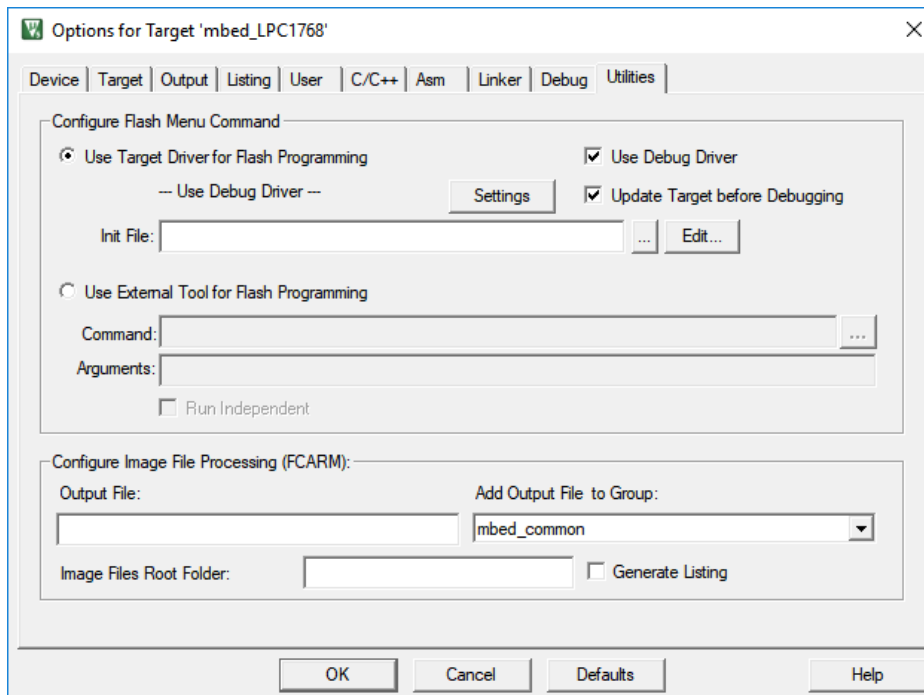 Options for Target 'mbed_LPC1768'
Device Target Output Listing User C/C++ Asm Linker Debug Utilities
Configure Flash Menu Command
Use Target Driver for Flash Programming Use Debug Driver
--- Use Debug Driver --- Settings Update Target before Debugging
Init File: ... Edit...
Use External Tool for Flash Programming
Command: ...
Arguments:
Run Independent
Configure Image File Processing (FCARM):
Output File: Add Output File to Group:
mbed_common
Image Files Root Folder: Generate Listing
OK Cancel Defaults Help